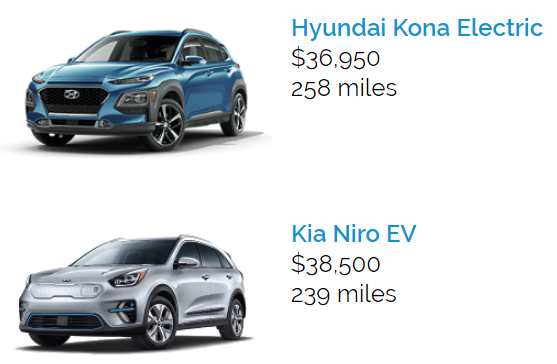 Hyundai Kona Electric
$36,950
258 miles
Kia Niro EV
$38,500
239 miles